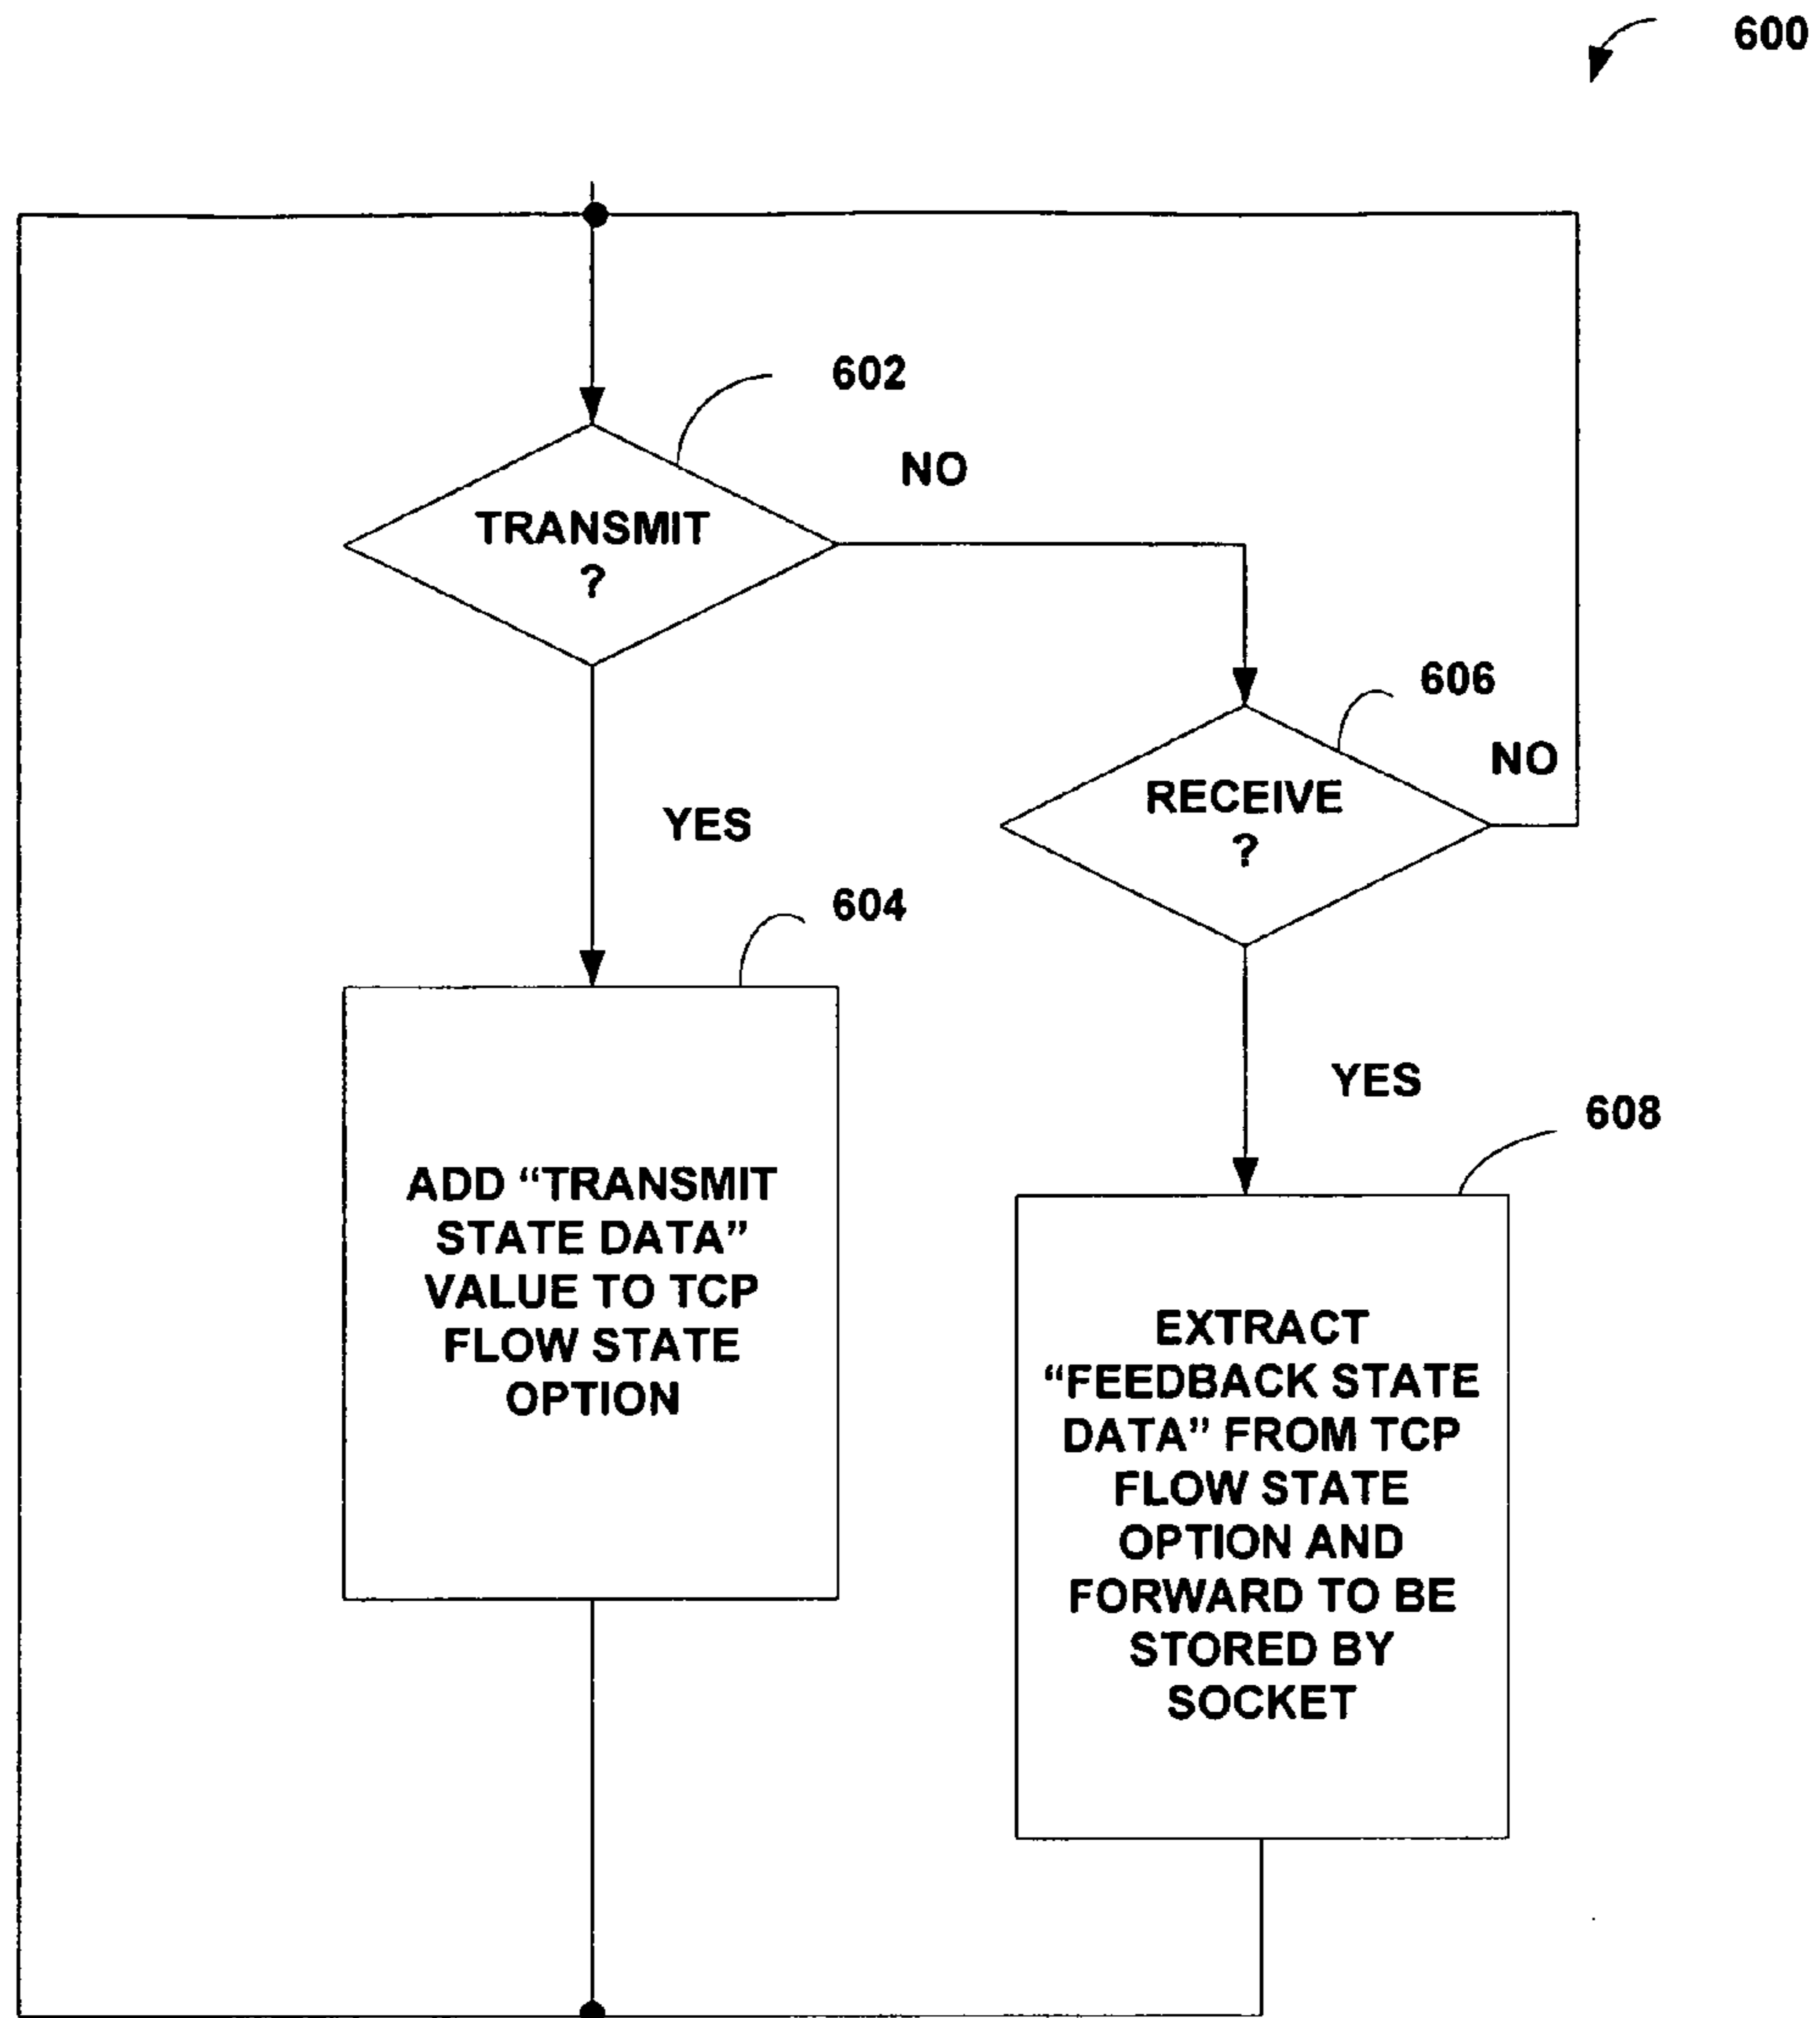 600
602
NO
TRANSMIT
?
606
NO
RECEIVE
?
YES
604
YES
608
ADD “TRANSMIT
STATE DATA”
VALUE TO TCP
FLOW STATE
OPTION
EXTRACT
“FEEDBACK STATE
DATA” FROM TCP
FLOW STATE
OPTION AND
FORWARD TO BE
STORED BY
SOCKET